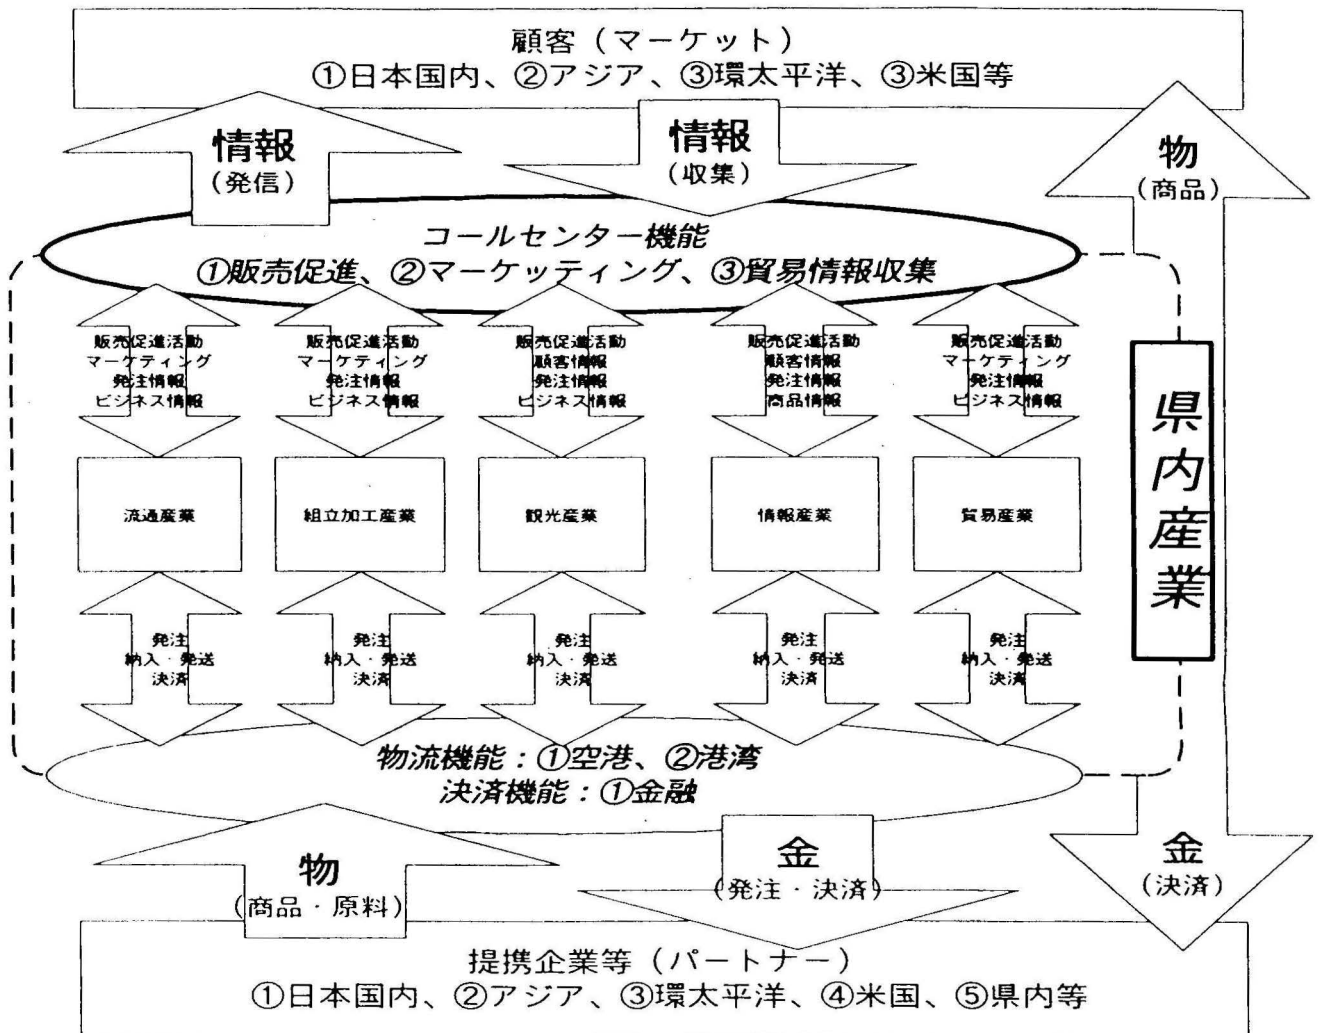 顧客（マーケット）
①日本国内、②アジア、③環太平洋、③米国等
情報
（発信）
情報
（収集）
物
（商品）
コールセンター機能
①販売促進、②マーケッティング、③貿易情報収集
販売促進活動
マーケティング
発注情報
ビジネス情報
販売促進活動
マーケティング
発注情報
ビジネス情報
販売促進活動
顧客情報
発注情報
ビジネス情報
販売促進活動
顧客情報
発注情報
商品情報
販売促進活動
マーケティング
発注情報
ビジネス情報
県内産業
流通産業
組立加工産業
観光産業
情報産業
貿易産業
発注
納入・発送
決済
発注
納入・発送
決済
発注
納入・発送
決済
発注
納入・発送
決済
発注
納入・発送
決済
物流機能：①空港、②港湾
決済機能：①金融
物
（商品・原料）
金
（発注・決済）
金
（決済）
提携企業等（パートナー）
①日本国内、②アジア、③環太平洋、④米国、⑤県内等